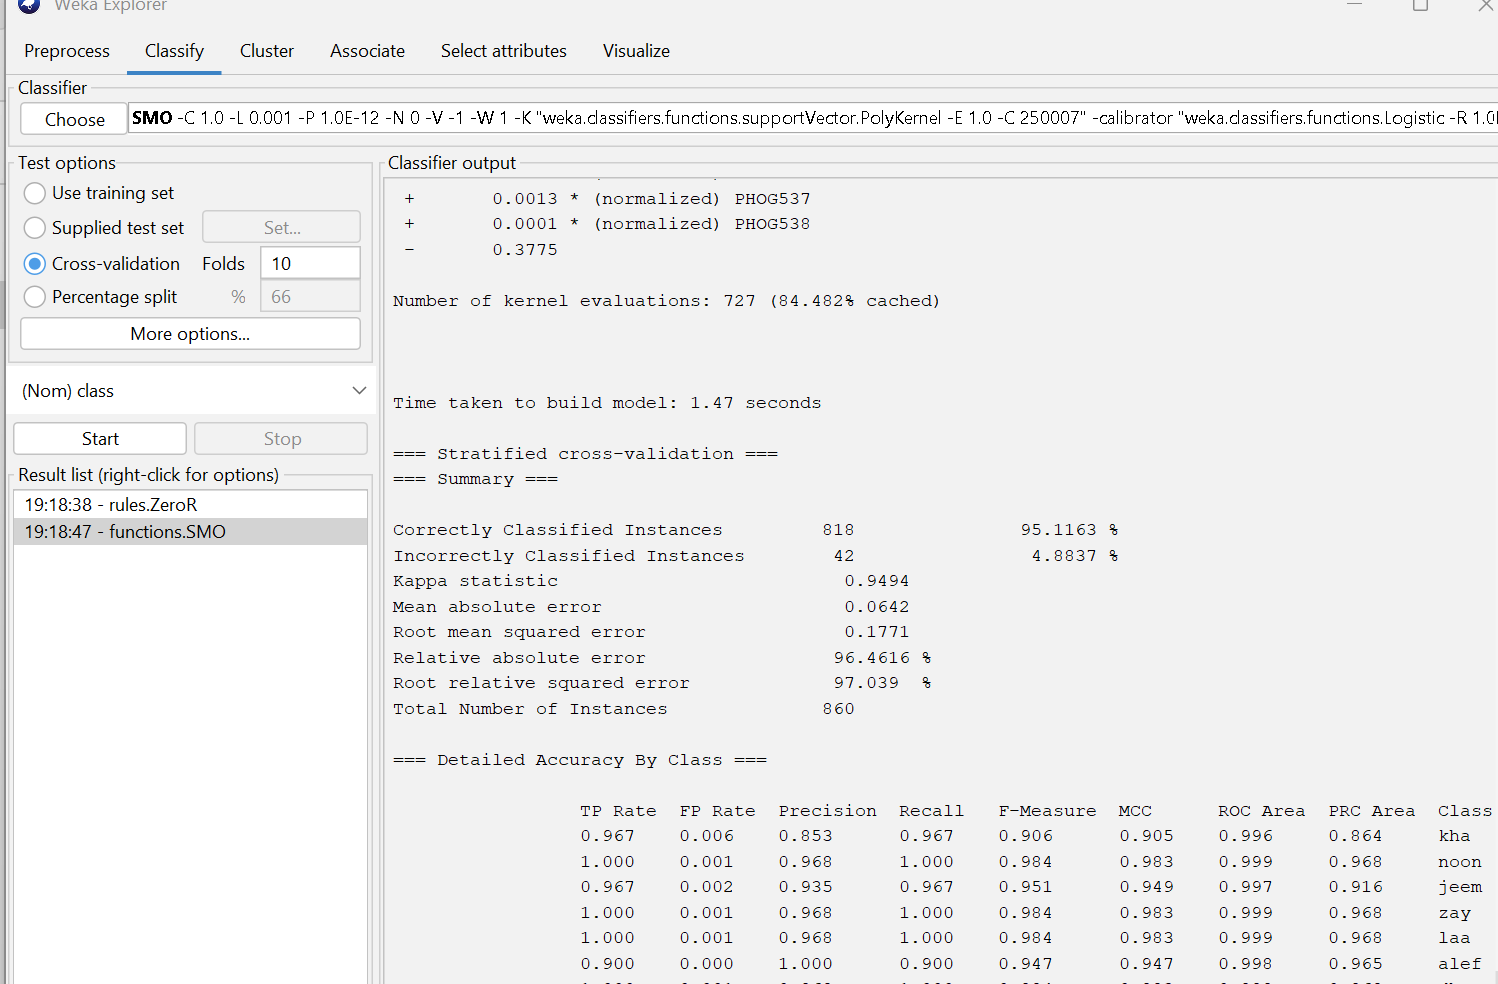 Weka Explorer
Preprocess Classify Cluster Associate Select attributes Visualize
Classifier
Choose SMO -C 1.0 -L 0.001 -P 1.0E-12 -N 0 -V -1 -W 1 -K "weka.classifiers.functions.supportVector.PolyKernel -E 1.0 -C 250007" -calibrator "weka.classifiers.functions.Logistic -R
Test options
Use training set
Supplied test set Set...
Cross-validation Folds 10
Percentage split % 66
More options...
(Nom) class
Start Stop
Result list (right-click for options)
19:18:38 - rules.ZeroR
19:18:47 - functions.SMO
Classifier output
+ 0.0013 * (normalized) PHOG537
+ 0.0001 * (normalized) PHOG538
- 0.3775
Number of kernel evaluations: 727 (84.482% cached)
Time taken to build model: 1.47 seconds
=== Stratified cross-validation ===
=== Summary ===
Correctly Classified Instances 818 95.1163 %
Incorrectly Classified Instances 42 4.8837 %
Kappa statistic 0.9494
Mean absolute error 0.0642
Root mean squared error 0.1771
Relative absolute error 96.4616 %
Root relative squared error 97.039 %
Total Number of Instances 860
=== Detailed Accuracy By Class ===
TP Rate FP Rate Precision Recall F-Measure MCC ROC Area PRC Area Class
0.967 0.006 0.853 0.967 0.906 0.905 0.996 0.864 kha
1.000 0.001 0.968 1.000 0.984 0.983 0.999 0.968 noon
0.967 0.002 0.935 0.967 0.951 0.949 0.997 0.916 jeem
1.000 0.001 0.968 1.000 0.984 0.983 0.999 0.968 zay
1.000 0.001 0.968 1.000 0.984 0.983 0.999 0.968 laa
0.900 0.000 1.000 0.900 0.947 0.947 0.998 0.965 alef